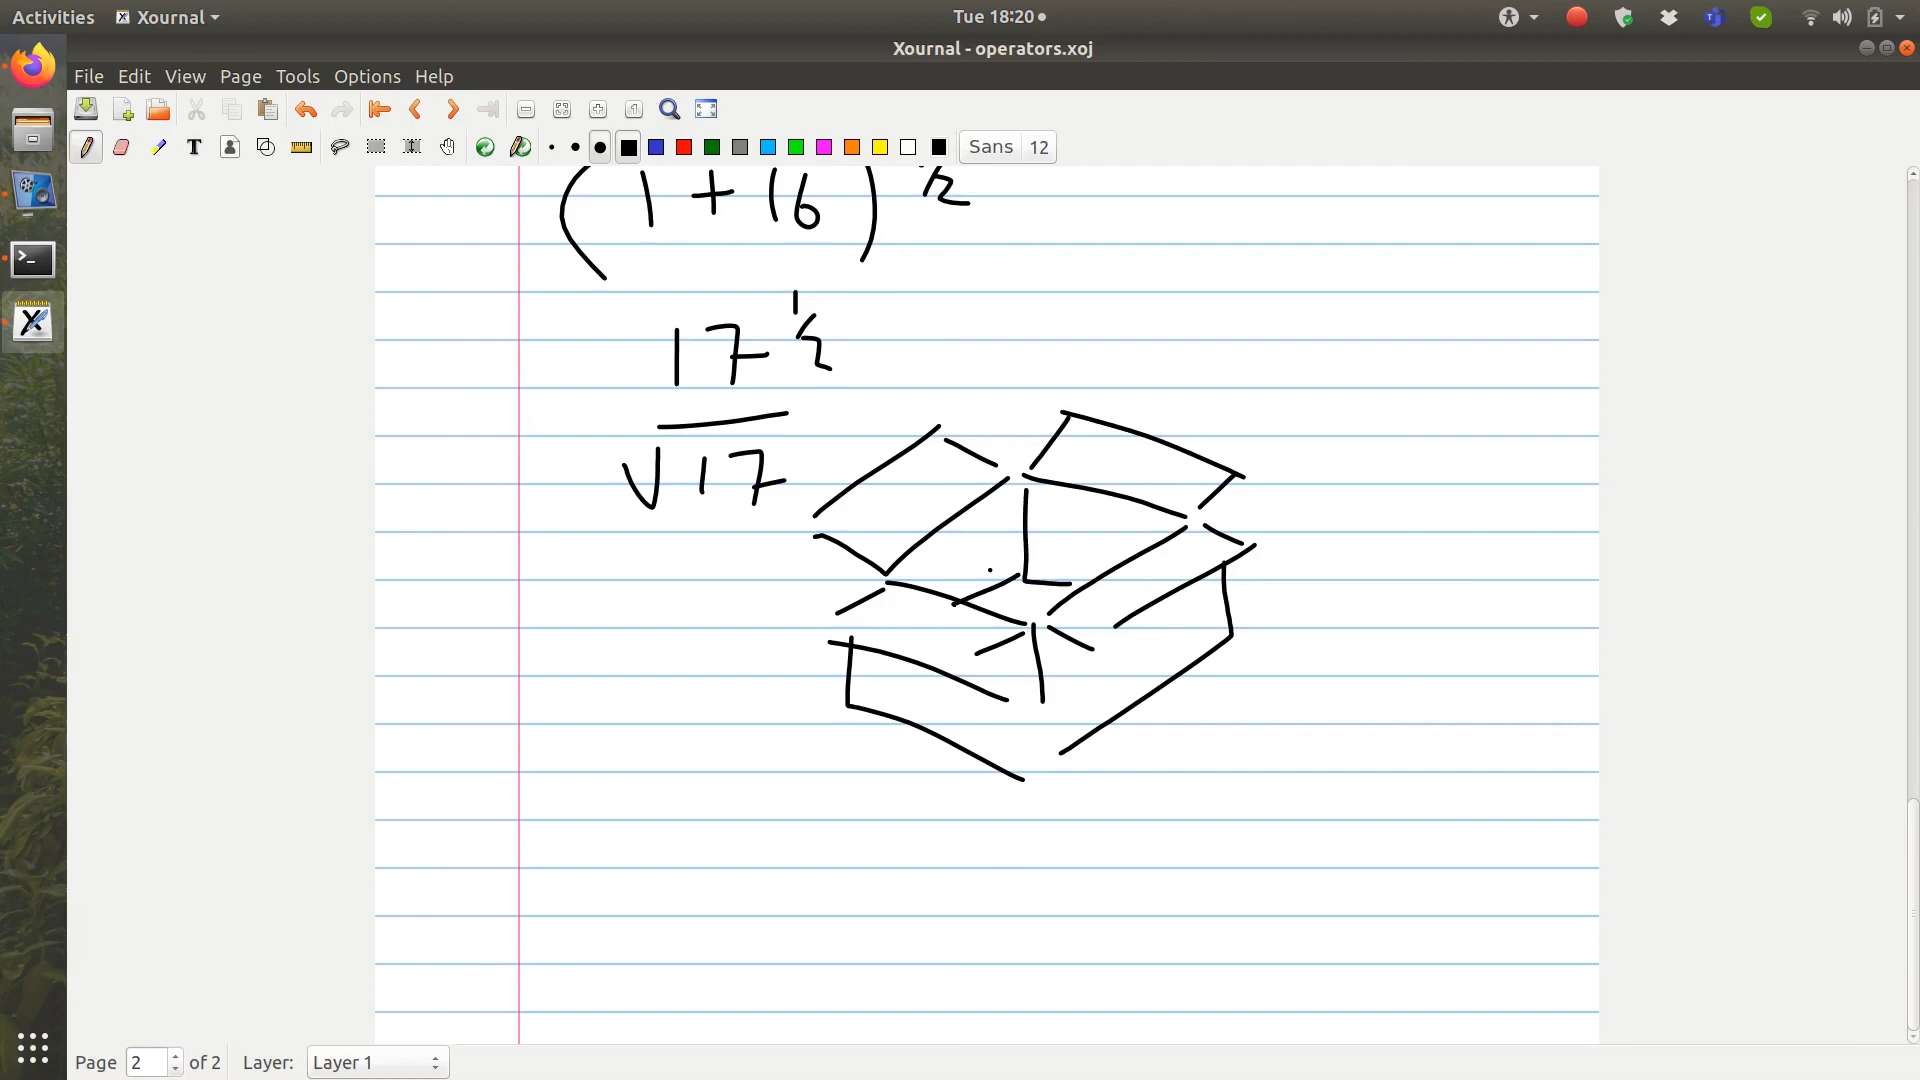 Activities Xournal Tue 18:20
Xournal - operators.xoj
File Edit View Page Tools Options Help
T Sans 12
(1 + 16)^½
17^½
√17
Page 2 of 2 Layer: Layer 1